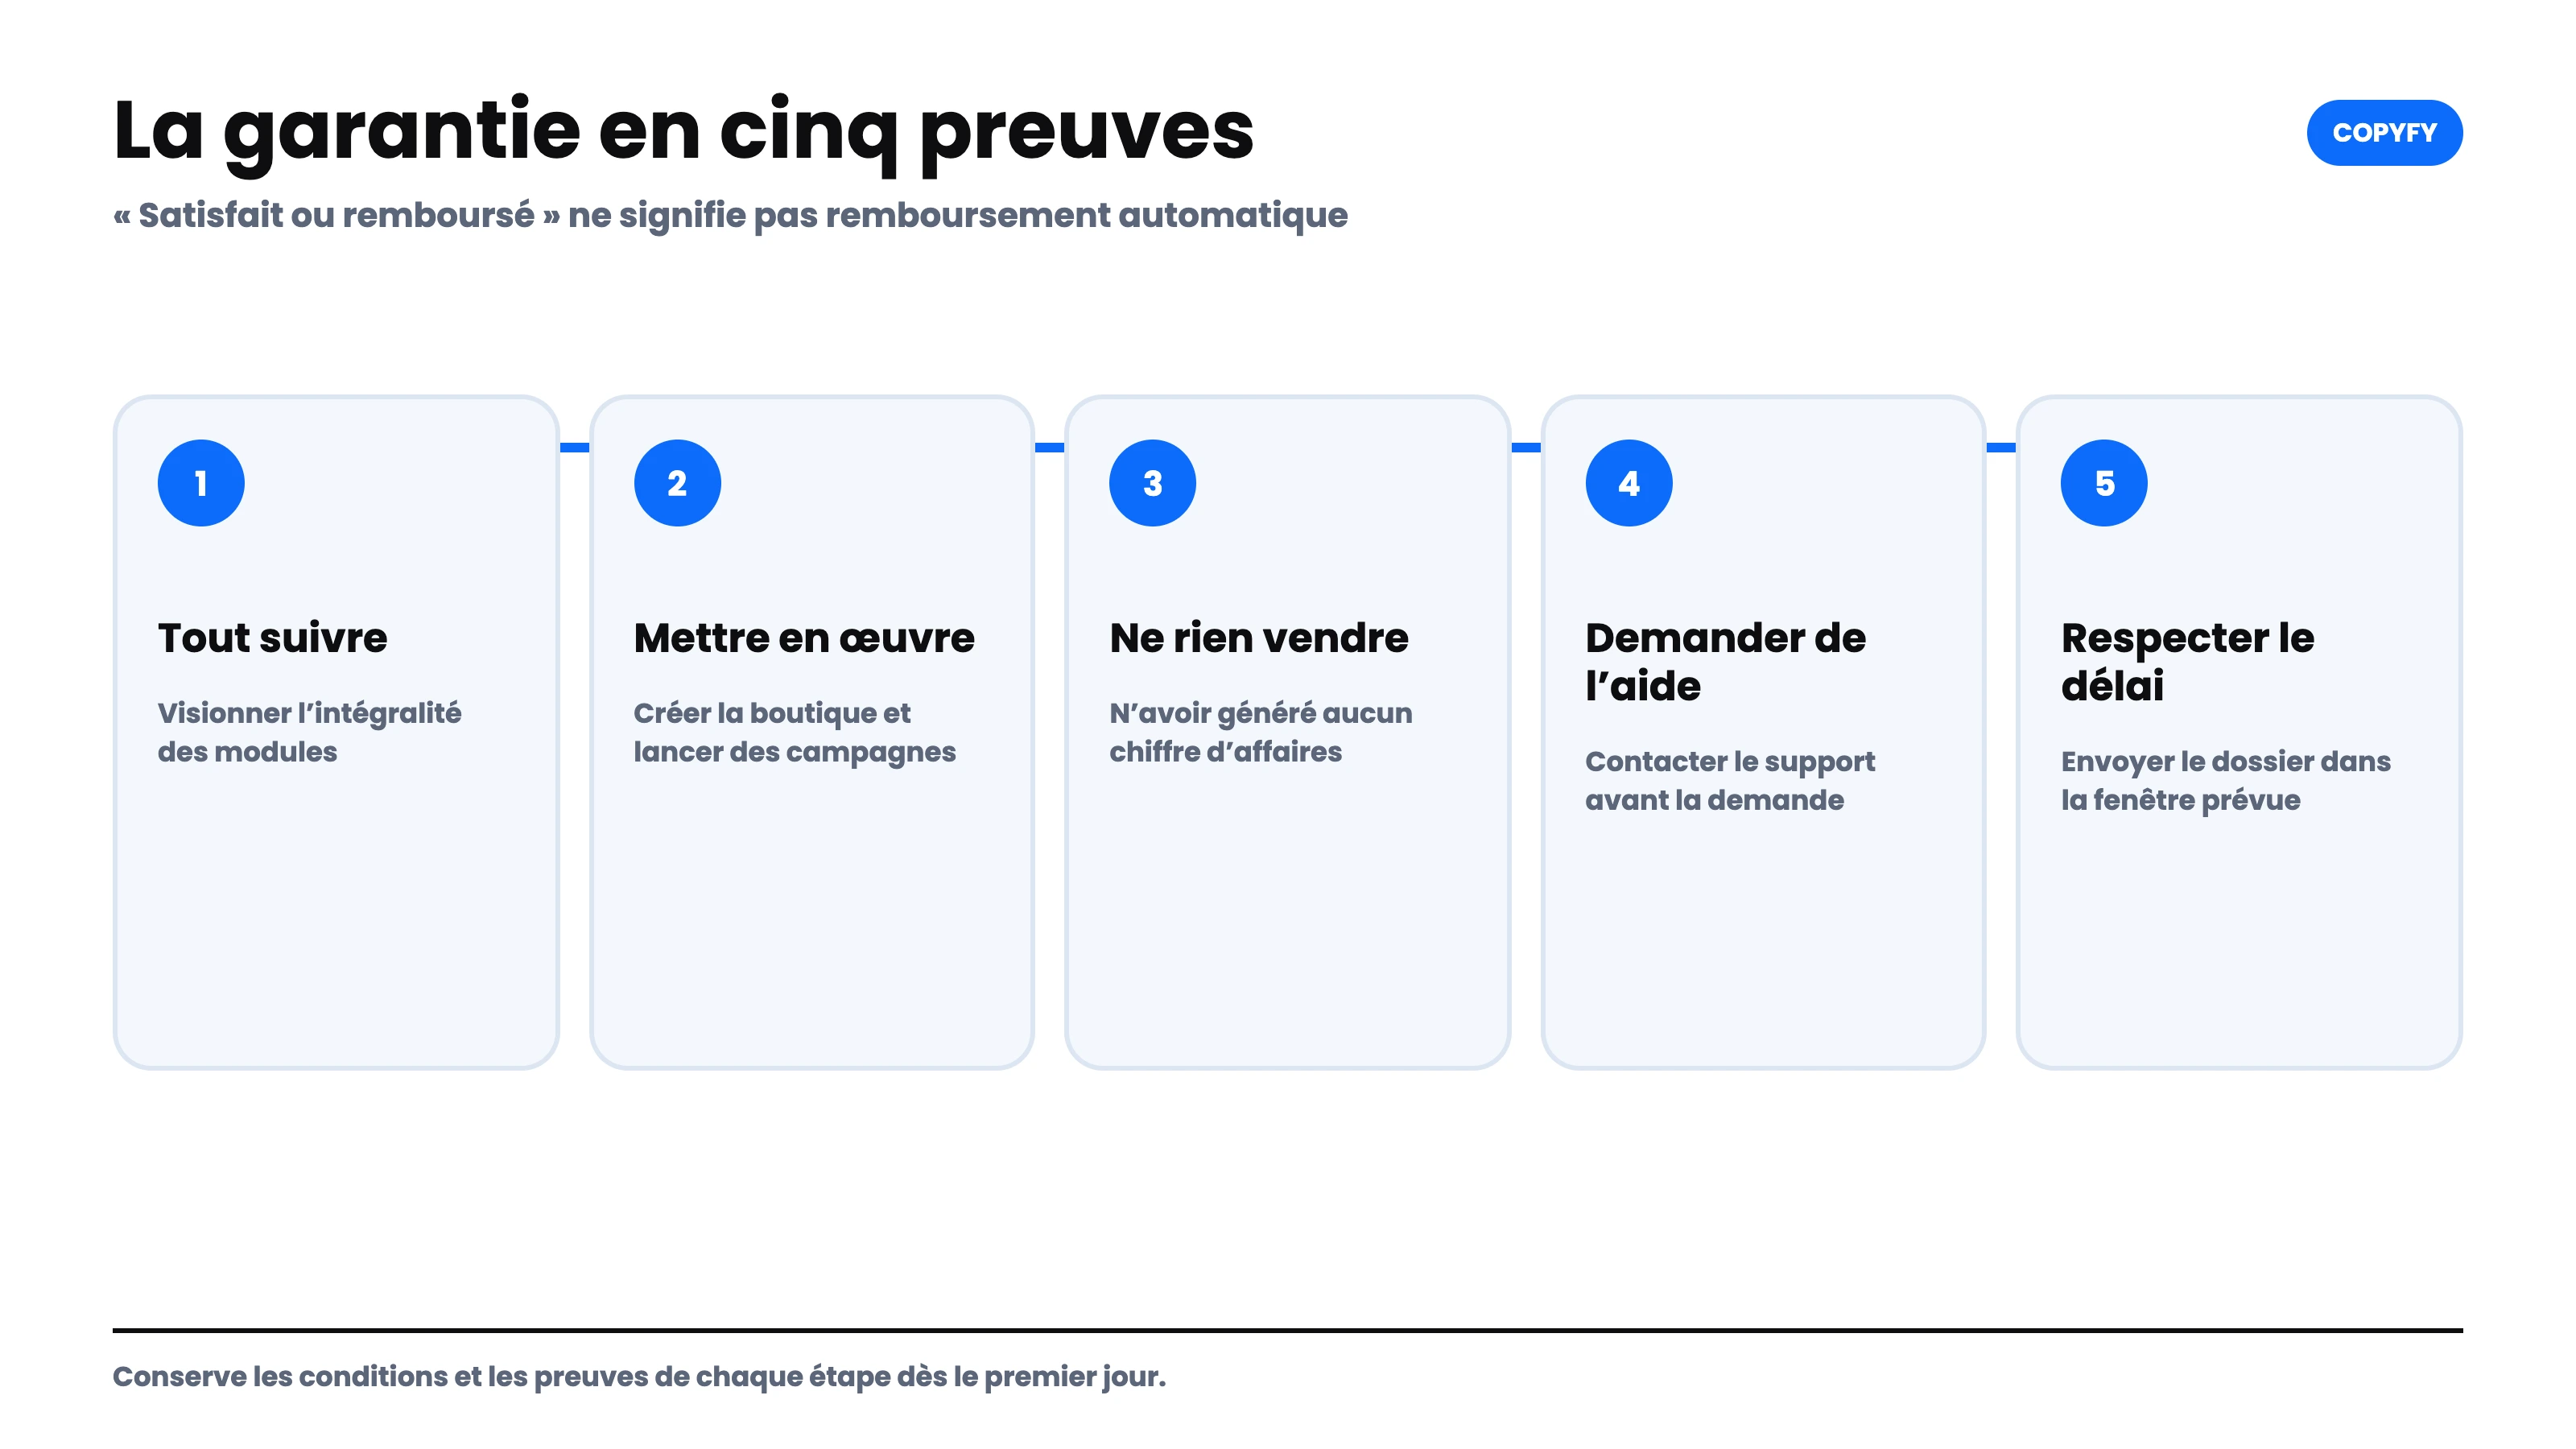 La garantie en cinq preuves
COPYFY
« Satisfait ou remboursé » ne signifie pas remboursement automatique
1
Tout suivre
Visionner l’intégralité
des modules
2
Mettre en œuvre
Créer la boutique et
lancer des campagnes
3
Ne rien vendre
N’avoir généré aucun
chiffre d’affaires
4
Demander de
l’aide
Contacter le support
avant la demande
5
Respecter le
délai
Envoyer le dossier dans
la fenêtre prévue
Conserve les conditions et les preuves de chaque étape dès le premier jour.